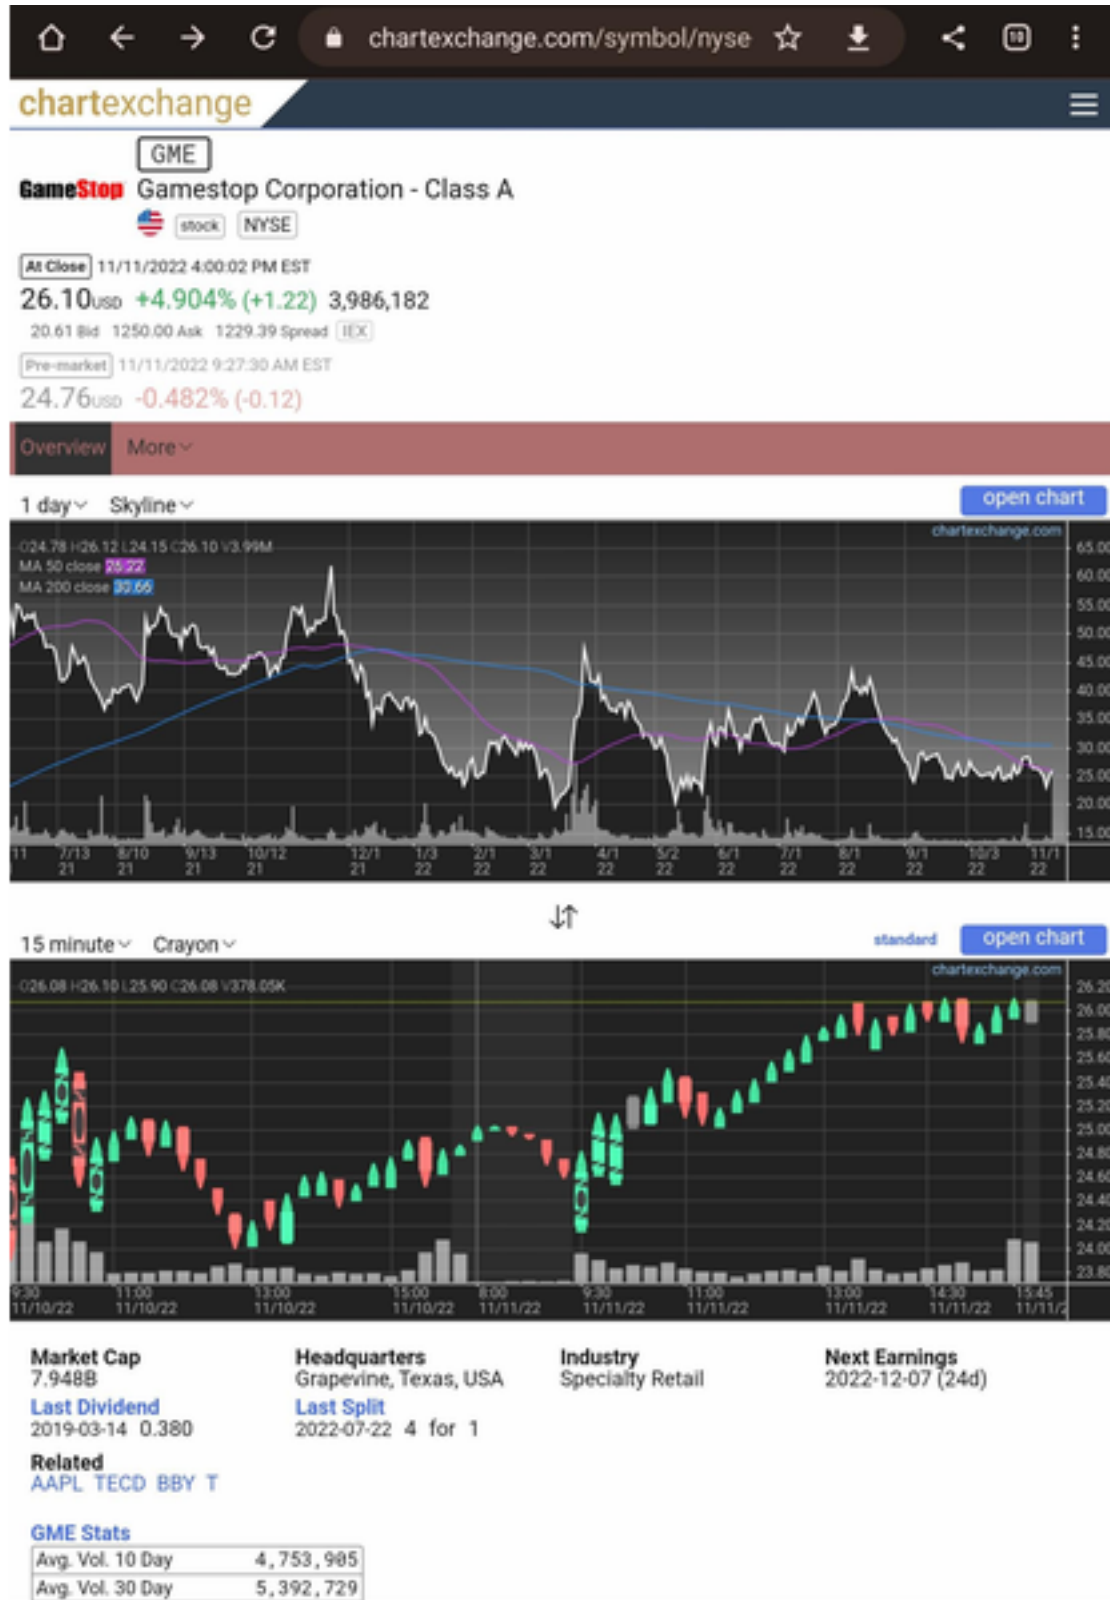 chartexchange.com/symbol/nyse
10
chartexchange
GME
GameStop Gamestop Corporation - Class A
stock NYSE
At Close 11/11/2022 4:00:02 PM EST
26.10USD +4.904% (+1.22) 3,986,182
20.61 Bid 1250.00 Ask 1229.39 Spread IEX
Pre-market 11/11/2022 9:27:30 AM EST
24.76USD -0.482% (-0.12)
Overview More
1 day Skyline open chart
chartexchange.com
O24.78 H26.12 L24.15 C26.10 V3.99M
MA 50 close 26.22
MA 200 close 30.66
65.00
60.00
55.00
50.00
45.00
40.00
35.00
30.00
25.00
20.00
15.00
11 7/13 8/10 9/13 10/12 12/1 1/3 2/1 3/1 4/1 5/2 6/1 7/1 8/1 9/1 10/3 11/1
21 21 21 21 21 22 22 22 22 22 22 22 22 22 22 22
15 minute Crayon standard open chart
chartexchange.com
O26.08 H26.10 L25.90 C26.08 V378.05K
26.20
26.00
25.80
25.60
25.40
25.20
25.00
24.80
24.60
24.40
24.20
24.00
23.80
9:30 11:00 13:00 15:00 8:00 9:30 11:00 13:00 14:30 15:45
11/10/22 11/10/22 11/10/22 11/10/22 11/11/22 11/11/22 11/11/22 11/11/22 11/11/22 11/11/2
Market Cap Headquarters Industry Next Earnings
7.948B Grapevine, Texas, USA Specialty Retail 2022-12-07 (24d)
Last Dividend Last Split
2019-03-14 0.380 2022-07-22 4 for 1
Related
AAPL TECD BBY T
GME Stats
Avg. Vol. 10 Day 4,753,905
Avg. Vol. 30 Day 5,392,729